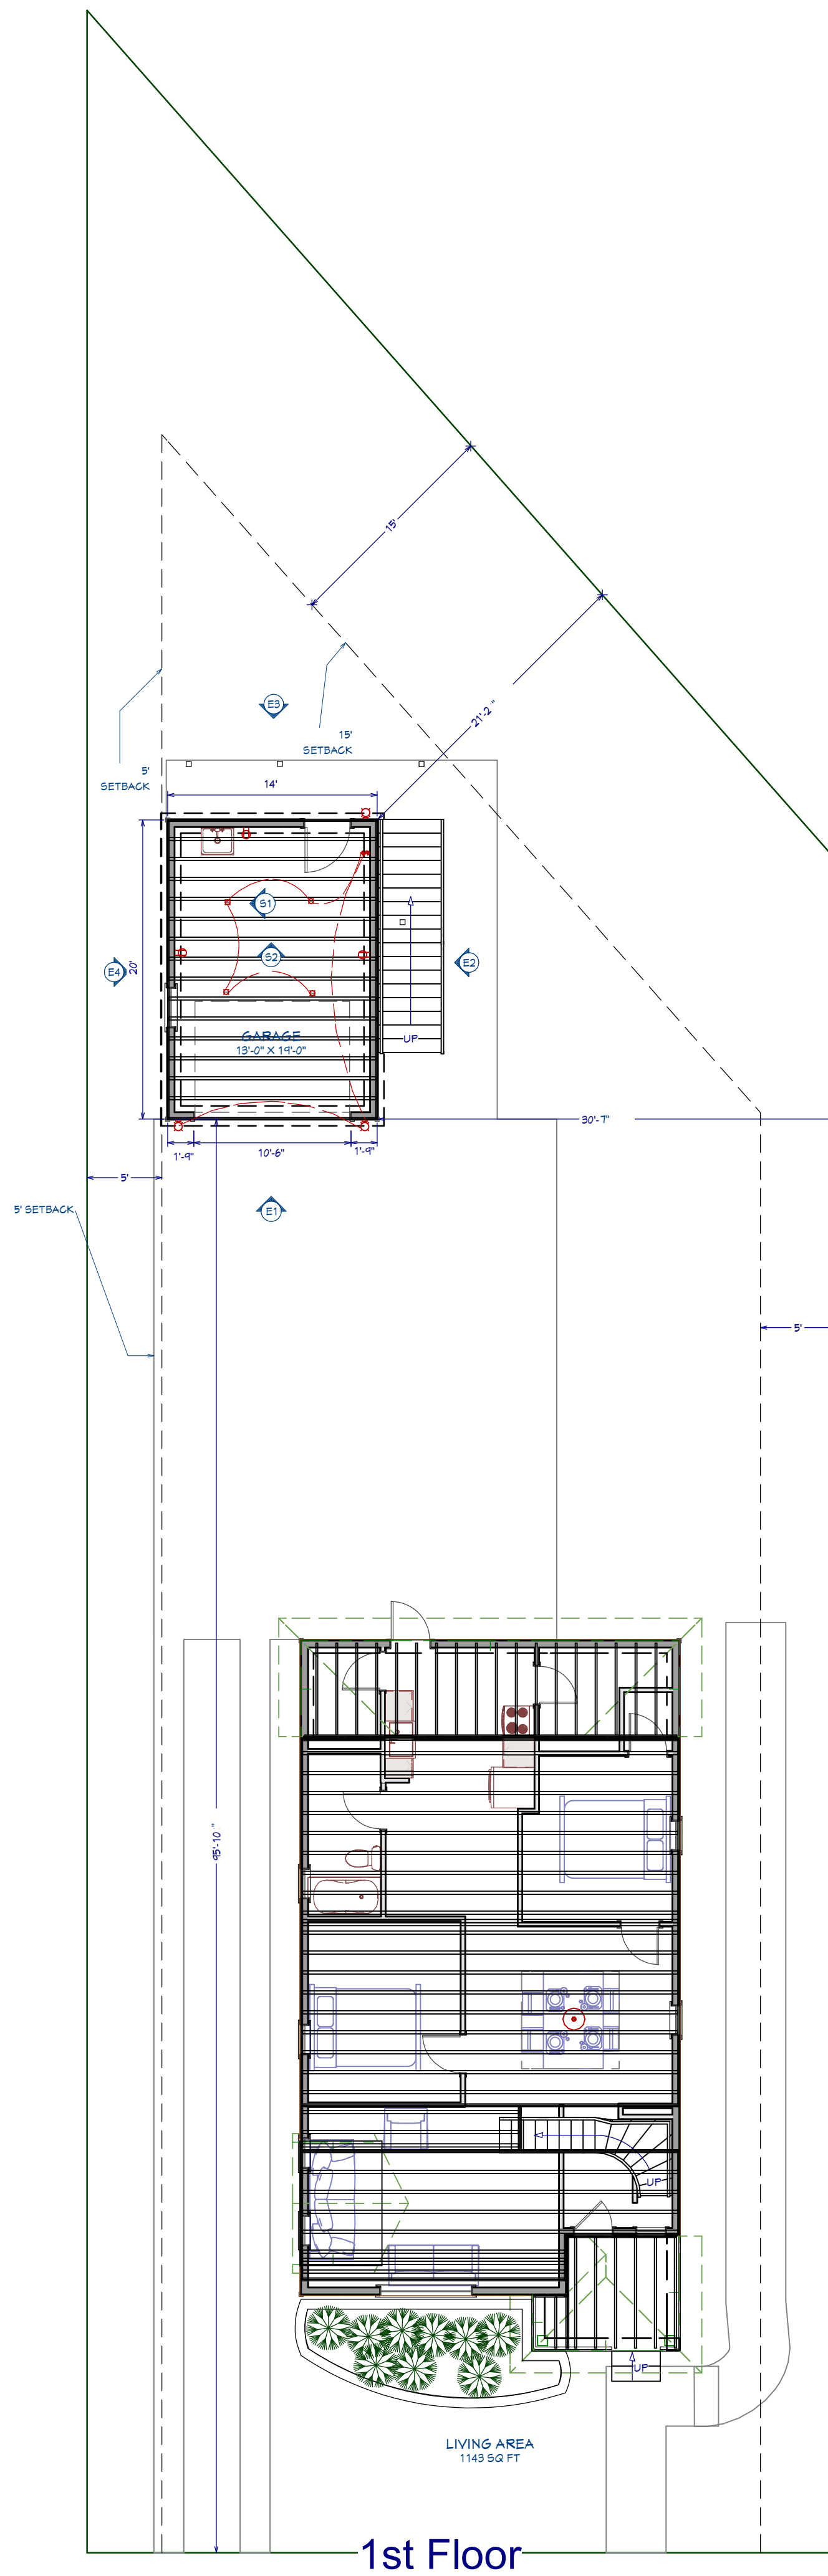 15'
21'-2 "
E3
15'
SETBACK
5'
SETBACK
14'
S1
S2
E4
20'
E2
GARAGE
13'-0" X 19'-0"
UP
30'-7"
1'-9"
10'-6"
1'-9"
5'
5' SETBACK
E1
5'
95'-10 "
UP
UP
LIVING AREA
1143 SQ FT
1st Floor